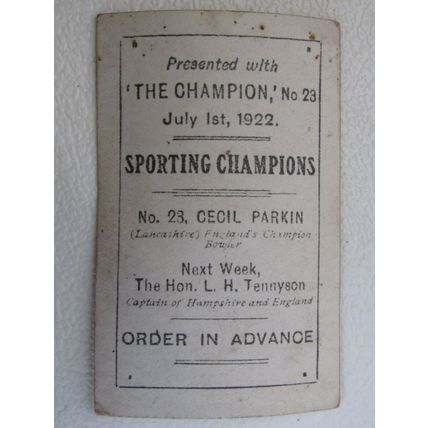 Presented with
'THE CHAMPION,' No. 23
July 1st, 1922.
SPORTING CHAMPIONS
No. 23, CECIL PARKIN
(Lancashire) England's Champion
Bowler
Next Week,
The Hon. L. H. Tennyson
Captain of Hampshire and England
ORDER IN ADVANCE